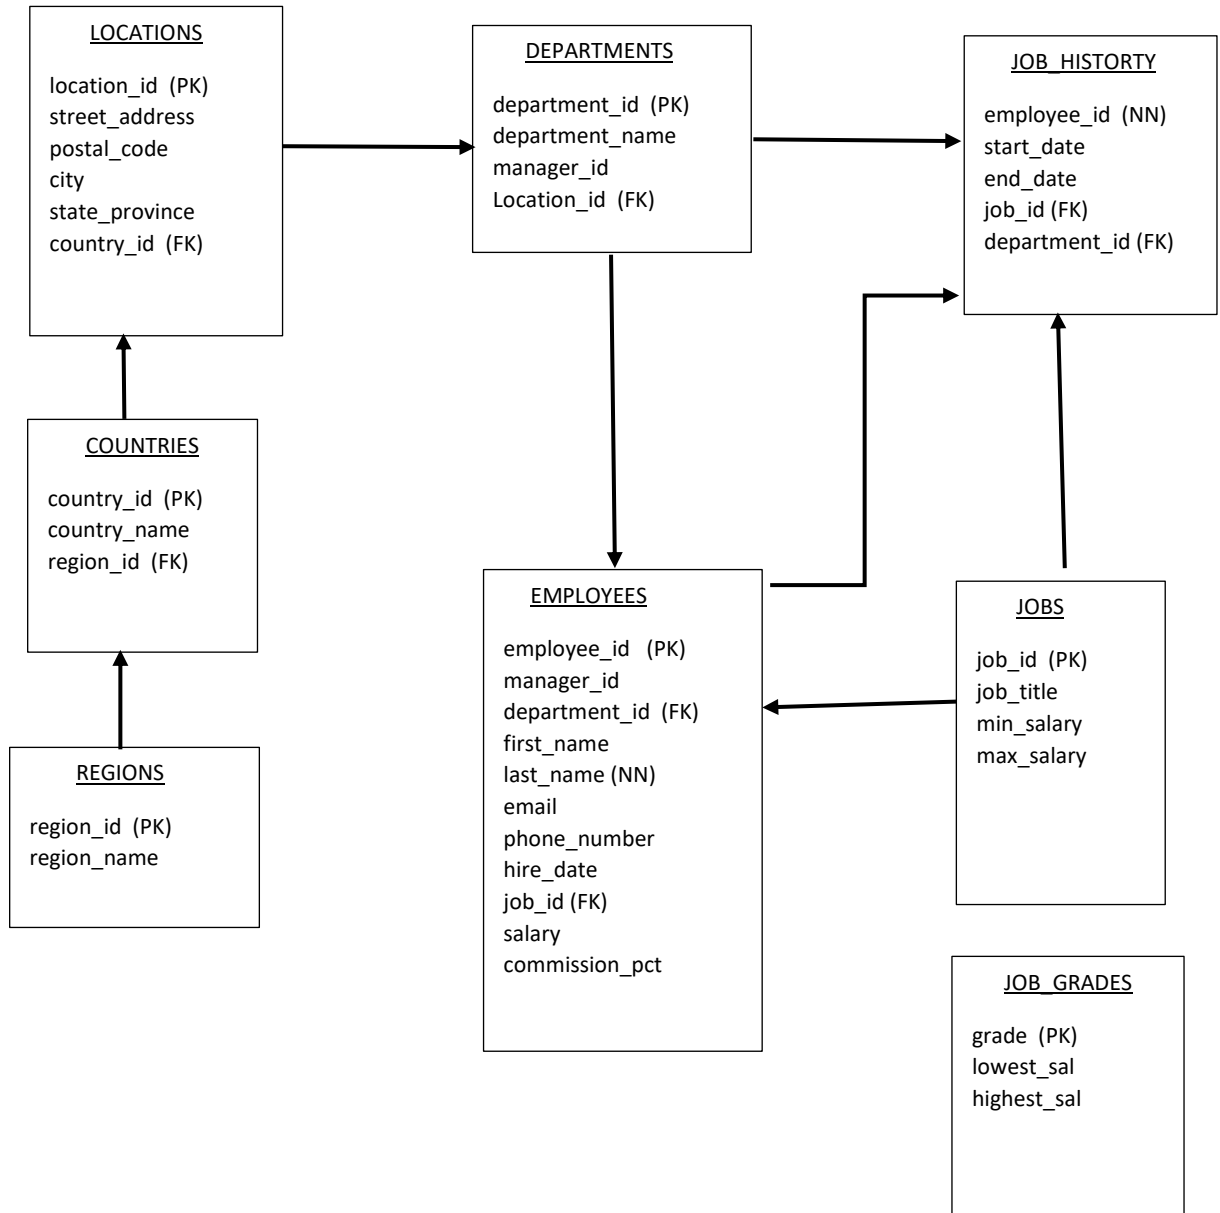 LOCATIONS
location_id (PK)
street_address
postal_code
city
state_province
country_id (FK)
DEPARTMENTS
department_id (PK)
department_name
manager_id
Location_id (FK)
JOB_HISTORTY
employee_id (NN)
start_date
end_date
job_id (FK)
department_id (FK)
COUNTRIES
country_id (PK)
country_name
region_id (FK)
REGIONS
region_id (PK)
region_name
EMPLOYEES
employee_id (PK)
manager_id
department_id (FK)
first_name
last_name (NN)
email
phone_number
hire_date
job_id (FK)
salary
commission_pct
JOBS
job_id (PK)
job_title
min_salary
max_salary
JOB_GRADES
grade (PK)
lowest_sal
highest_sal